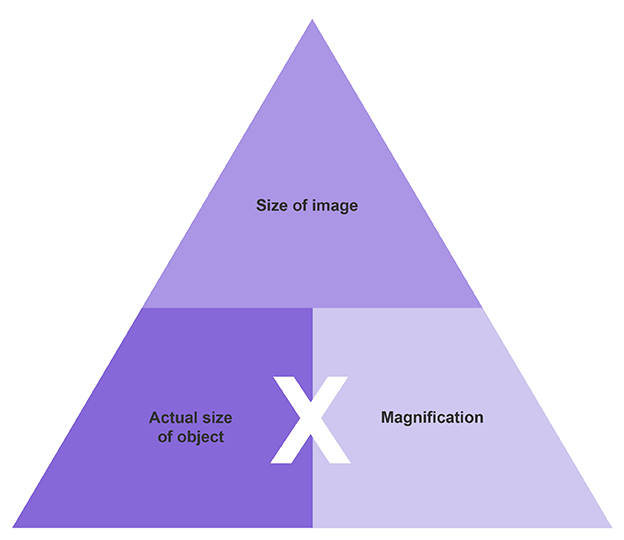 Size of image
Actual size
of object
X
Magnification